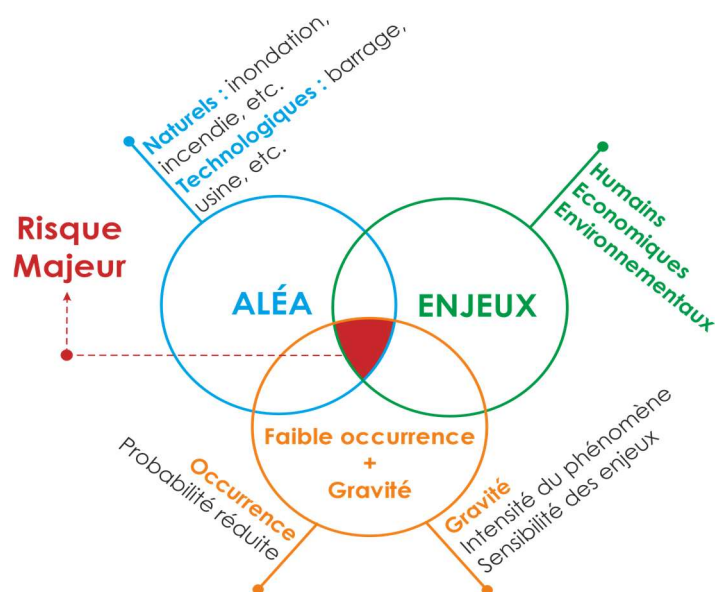 Naturels : inondation,
incendie, etc.
Technologiques : barrage,
usine, etc.
Humains
Economiques
Environnementaux
Risque
Majeur
ALÉA
ENJEUX
Faible occurrence
+
Gravité
Occurrence
Probabilité réduite
Gravité
Intensité du phénomène
Sensibilité des enjeux